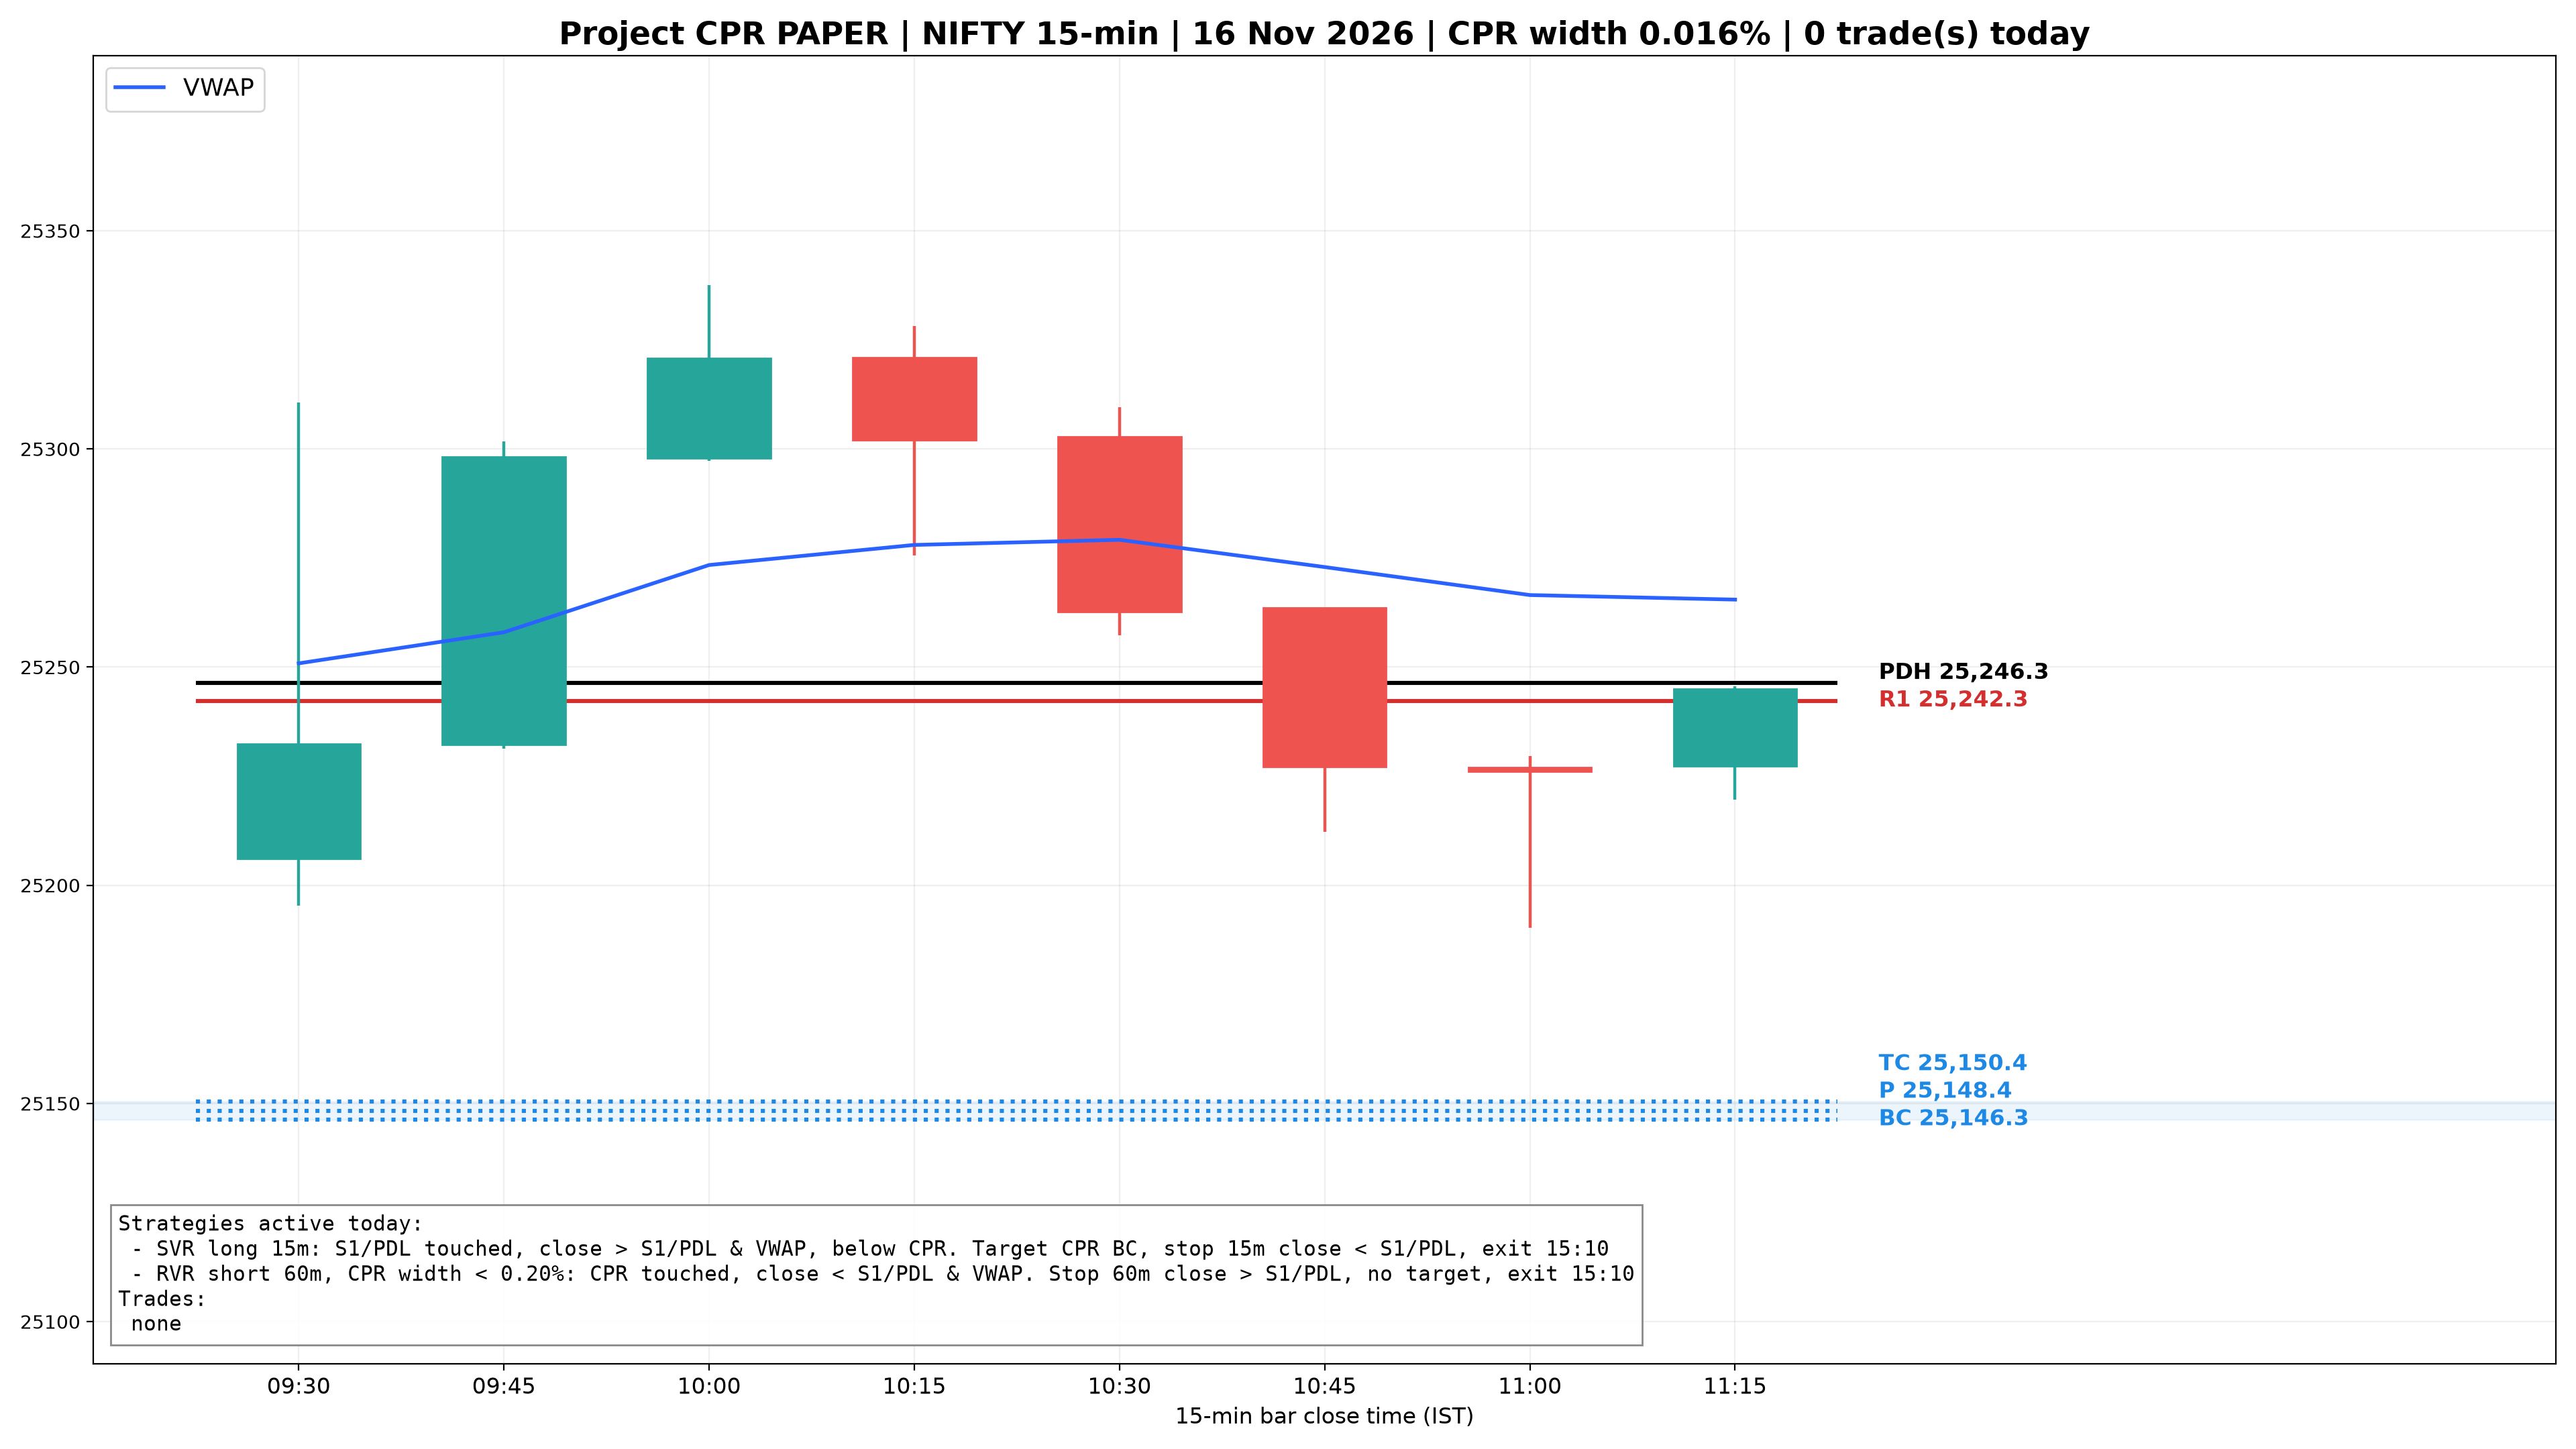 Project CPR PAPER | NIFTY 15-min | 16 Nov 2026 | CPR width 0.016% | 0 trade(s) today
VWAP
25350
25300
25250
25200
25150
25100
PDH 25,246.3
R1 25,242.3
TC 25,150.4
P 25,148.4
BC 25,146.3
Strategies active today:
- SVR long 15m: S1/PDL touched, close > S1/PDL & VWAP, below CPR. Target CPR BC, stop 15m close < S1/PDL, exit 15:10
- RVR short 60m, CPR width < 0.20%: CPR touched, close < S1/PDL & VWAP. Stop 60m close > S1/PDL, no target, exit 15:10
Trades:
none
09:30 09:45 10:00 10:15 10:30 10:45 11:00 11:15
15-min bar close time (IST)